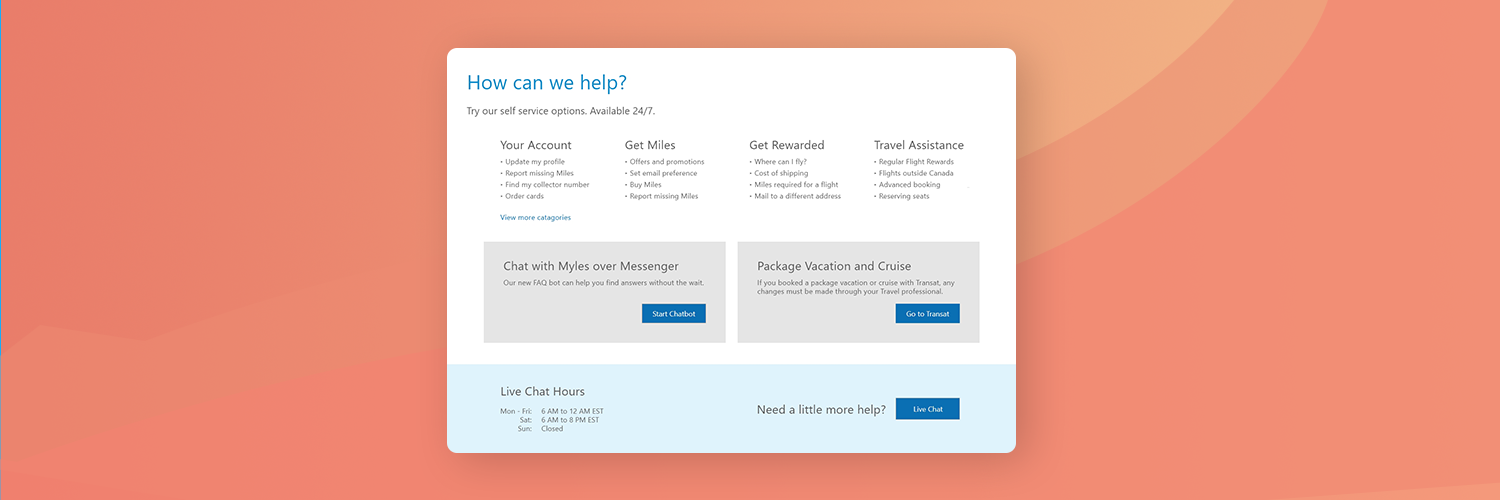 How can we help?
Try our self service options. Available 24/7.
Your Account
• Update my profile
• Report missing Miles
• Find my collector number
• Order cards
View more catagories
Get Miles
• Offers and promotions
• Set email preference
• Buy Miles
• Report missing Miles
Get Rewarded
• Where can I fly?
• Cost of shipping
• Miles required for a flight
• Mail to a different address
Travel Assistance
• Regular Flight Rewards
• Flights outside Canada
• Advanced booking
• Reserving seats
Chat with Myles over Messenger
Our new FAQ bot can help you find answers without the wait.
Start Chatbot
Package Vacation and Cruise
If you booked a package vacation or cruise with Transat, any
changes must be made through your Travel professional.
Go to Transat
Live Chat Hours
Mon - Fri: 6 AM to 12 AM EST
Sat: 6 AM to 8 PM EST
Sun: Closed
Need a little more help?
Live Chat